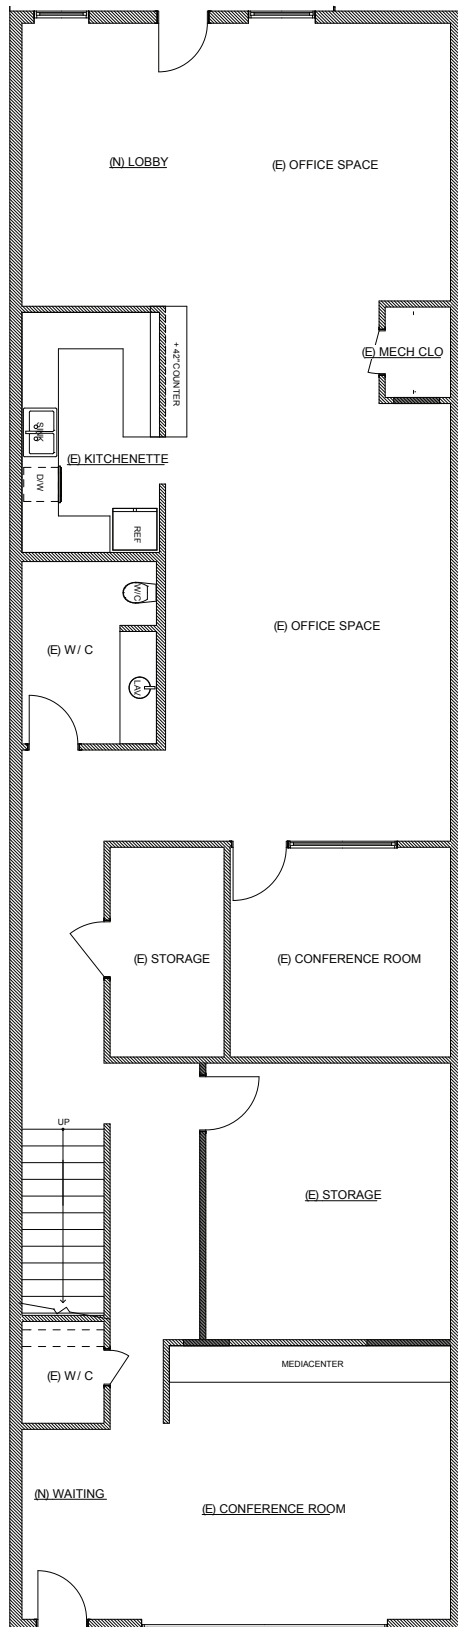 (N) LOBBY
(E) OFFICE SPACE
+ 42"COUNTER
(E) MECH CLO
SINK
(E) KITCHENETTE
D/W
REF
W/C
(E) OFFICE SPACE
(E) W/ C
LAV
(E) STORAGE
(E) CONFERENCE ROOM
UP
(E) STORAGE
MEDIACENTER
(E) W/ C
(N) WAITING
(E) CONFERENCE ROOM